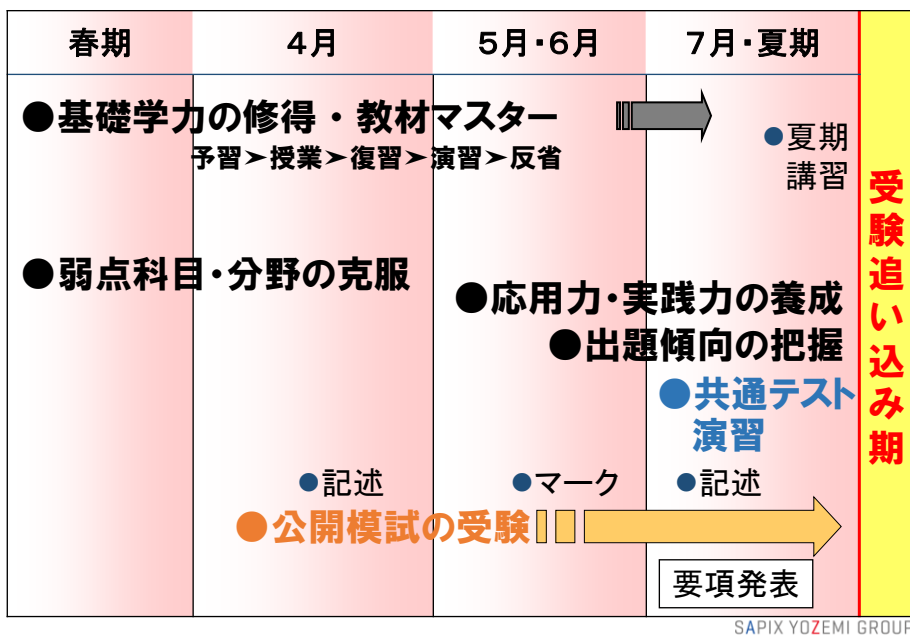 春期
4月
5月・6月
7月・夏期
●基礎学力の修得・教材マスター
予習➤授業➤復習➤演習➤反省
●夏期
講習
●弱点科目・分野の克服
●応用力・実践力の養成
●出題傾向の把握
●共通テスト
演習
●記述
●マーク
●記述
●公開模試の受験
要項発表
受験追い込み期
SAPIX YOZEMI GROUP